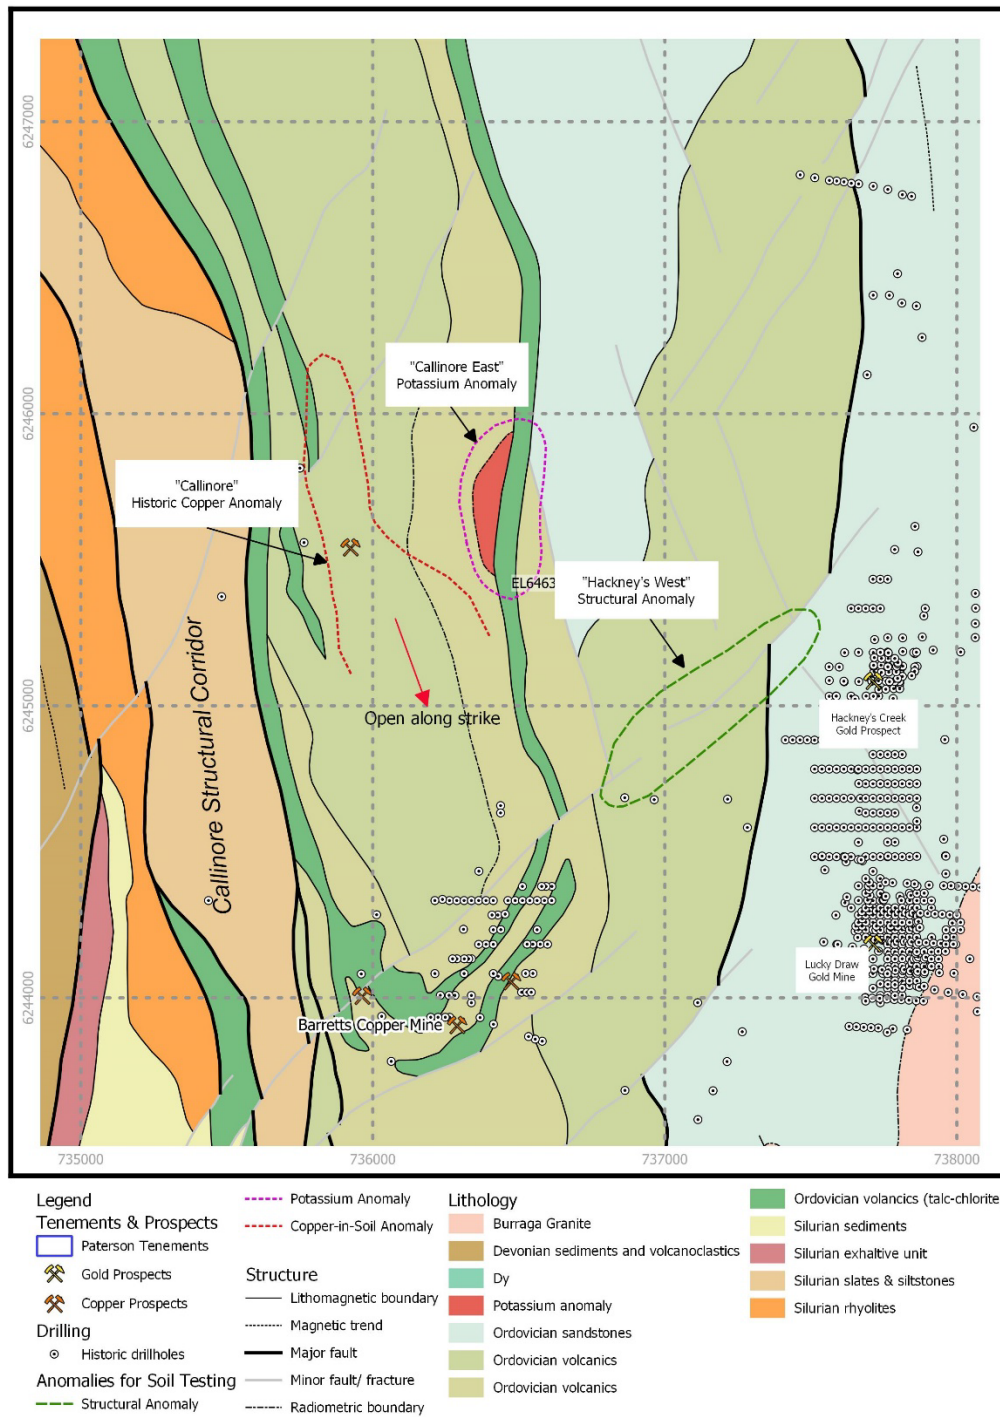 6247000
6246000
6245000
6244000
"Callinore East"
Potassium Anomaly
"Callinore"
Historic Copper Anomaly
EL6463
"Hackney's West"
Structural Anomaly
Callinore Structural Corridor
Open along strike
Hackney's Creek
Gold Prospect
Lucky Draw
Gold Mine
Barretts Copper Mine
735000
736000
737000
738000
Legend
Tenements & Prospects
Paterson Tenements
Gold Prospects
Copper Prospects
Drilling
Historic drillholes
Anomalies for Soil Testing
Structural Anomaly
Potassium Anomaly
Copper-in-Soil Anomaly
Structure
Lithomagnetic boundary
Magnetic trend
Major fault
Minor fault/ fracture
Radiometric boundary
Lithology
Burraga Granite
Devonian sediments and volcanoclastics
Dy
Potassium anomaly
Ordovician sandstones
Ordovician volcanics
Ordovician volcanics
Ordovician volancics (talc-chlorite
Silurian sediments
Silurian exhaltive unit
Silurian slates & siltstones
Silurian rhyolites